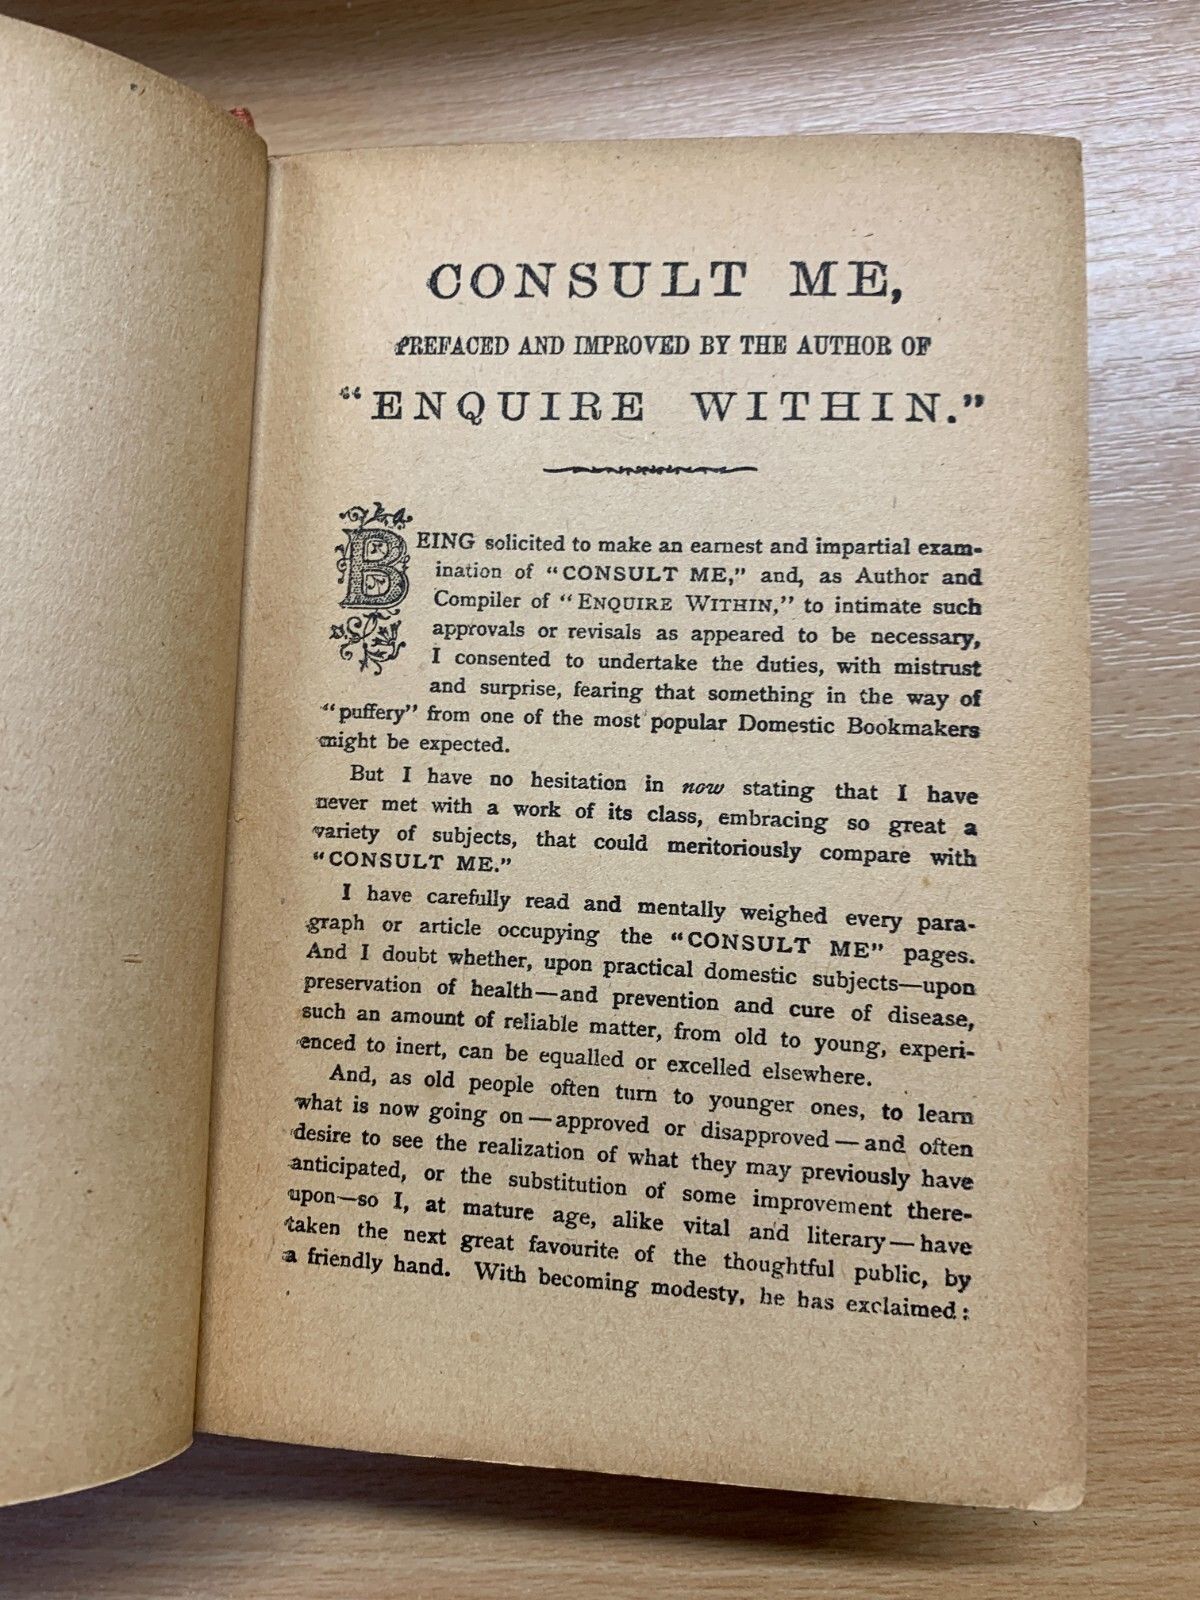 CONSULT ME,
PREFACED AND IMPROVED BY THE AUTHOR OF
"ENQUIRE WITHIN."
BEING solicited to make an earnest and impartial exam-
ination of "CONSULT ME," and, as Author and
Compiler of "ENQUIRE WITHIN," to intimate such
approvals or revisals as appeared to be necessary,
I consented to undertake the duties, with mistrust
and surprise, fearing that something in the way of
"puffery" from one of the most popular Domestic Bookmakers
might be expected.
But I have no hesitation in now stating that I have
never met with a work of its class, embracing so great a
variety of subjects, that could meritoriously compare with
"CONSULT ME."
I have carefully read and mentally weighed every para-
graph or article occupying the "CONSULT ME" pages.
And I doubt whether, upon practical domestic subjects—upon
preservation of health—and prevention and cure of disease,
such an amount of reliable matter, from old to young, experi-
enced to inert, can be equalled or excelled elsewhere.
And, as old people often turn to younger ones, to learn
what is now going on—approved or disapproved—and often
desire to see the realization of what they may previously have
anticipated, or the substitution of some improvement there-
upon—so I, at mature age, alike vital and literary—have
taken the next great favourite of the thoughtful public, by
a friendly hand. With becoming modesty, he has exclaimed: